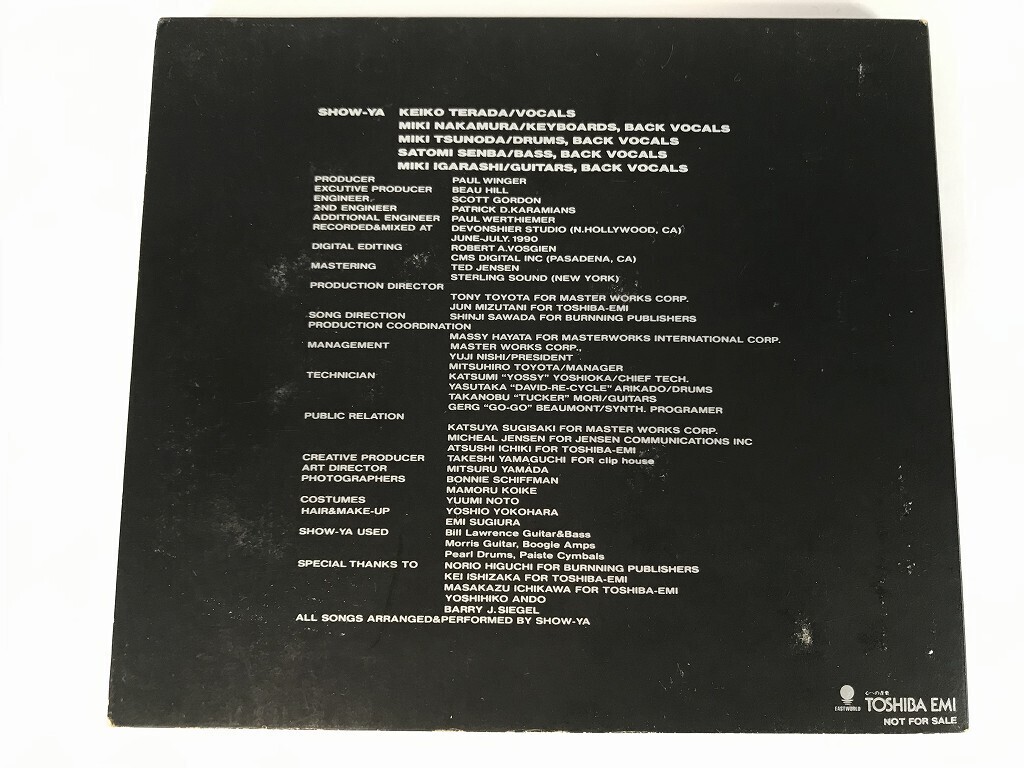 SHOW-YA KEIKO TERADA/VOCALS
MIKI NAKAMURA/KEYBOARDS, BACK VOCALS
MIKI TSUNODA/DRUMS, BACK VOCALS
SATOMI SENBA/BASS, BACK VOCALS
MIKI IGARASHI/GUITARS, BACK VOCALS
PRODUCER PAUL WINGER
EXCUTIVE PRODUCER BEAU HILL
ENGINEER SCOTT GORDON
2ND ENGINEER PATRICK D.KARAMIANS
ADDITIONAL ENGINEER PAUL WERTHIEMER
RECORDED&MIXED AT DEVONSHIER STUDIO (N.HOLLYWOOD, CA)
JUNE-JULY. 1990
DIGITAL EDITING ROBERT A.VOSGIEN
CMS DIGITAL INC (PASADENA, CA)
MASTERING TED JENSEN
STERLING SOUND (NEW YORK)
PRODUCTION DIRECTOR
TONY TOYOTA FOR MASTER WORKS CORP.
JUN MIZUTANI FOR TOSHIBA-EMI
SONG DIRECTION SHINJI SAWADA FOR BURNNING PUBLISHERS
PRODUCTION COORDINATION
MASSY HAYATA FOR MASTERWORKS INTERNATIONAL CORP.
MANAGEMENT MASTER WORKS CORP.,
YUJI NISHI/PRESIDENT
MITSUHIRO TOYOTA/MANAGER
TECHNICIAN KATSUMI "YOSSY" YOSHIOKA/CHIEF TECH.
YASUTAKA "DAVID-RE-CYCLE" ARIKADO/DRUMS
TAKANOBU "TUCKER" MORI/GUITARS
GERG "GO-GO" BEAUMONT/SYNTH. PROGRAMER
PUBLIC RELATION
KATSUYA SUGISAKI FOR MASTER WORKS CORP.
MICHEAL JENSEN FOR JENSEN COMMUNICATIONS INC
ATSUSHI ICHIKI FOR TOSHIBA-EMI
CREATIVE PRODUCER TAKESHI YAMAGUCHI FOR clip house
ART DIRECTOR MITSURU YAMADA
PHOTOGRAPHERS BONNIE SCHIFFMAN
MAMORU KOIKE
COSTUMES YUUMI NOTO
HAIR&MAKE-UP YOSHIO YOKOHARA
EMI SUGIURA
SHOW-YA USED Bill Lawrence Guitar&Bass
Morris Guitar, Boogie Amps
Pearl Drums, Paiste Cymbals
SPECIAL THANKS TO NORIO HIGUCHI FOR BURNNING PUBLISHERS
KEI ISHIZAKA FOR TOSHIBA-EMI
MASAKAZU ICHIKAWA FOR TOSHIBA-EMI
YOSHIHIKO ANDO
BARRY J.SIEGEL
ALL SONGS ARRANGED&PERFORMED BY SHOW-YA
心への音楽
EASTWORLD TOSHIBA EMI
NOT FOR SALE